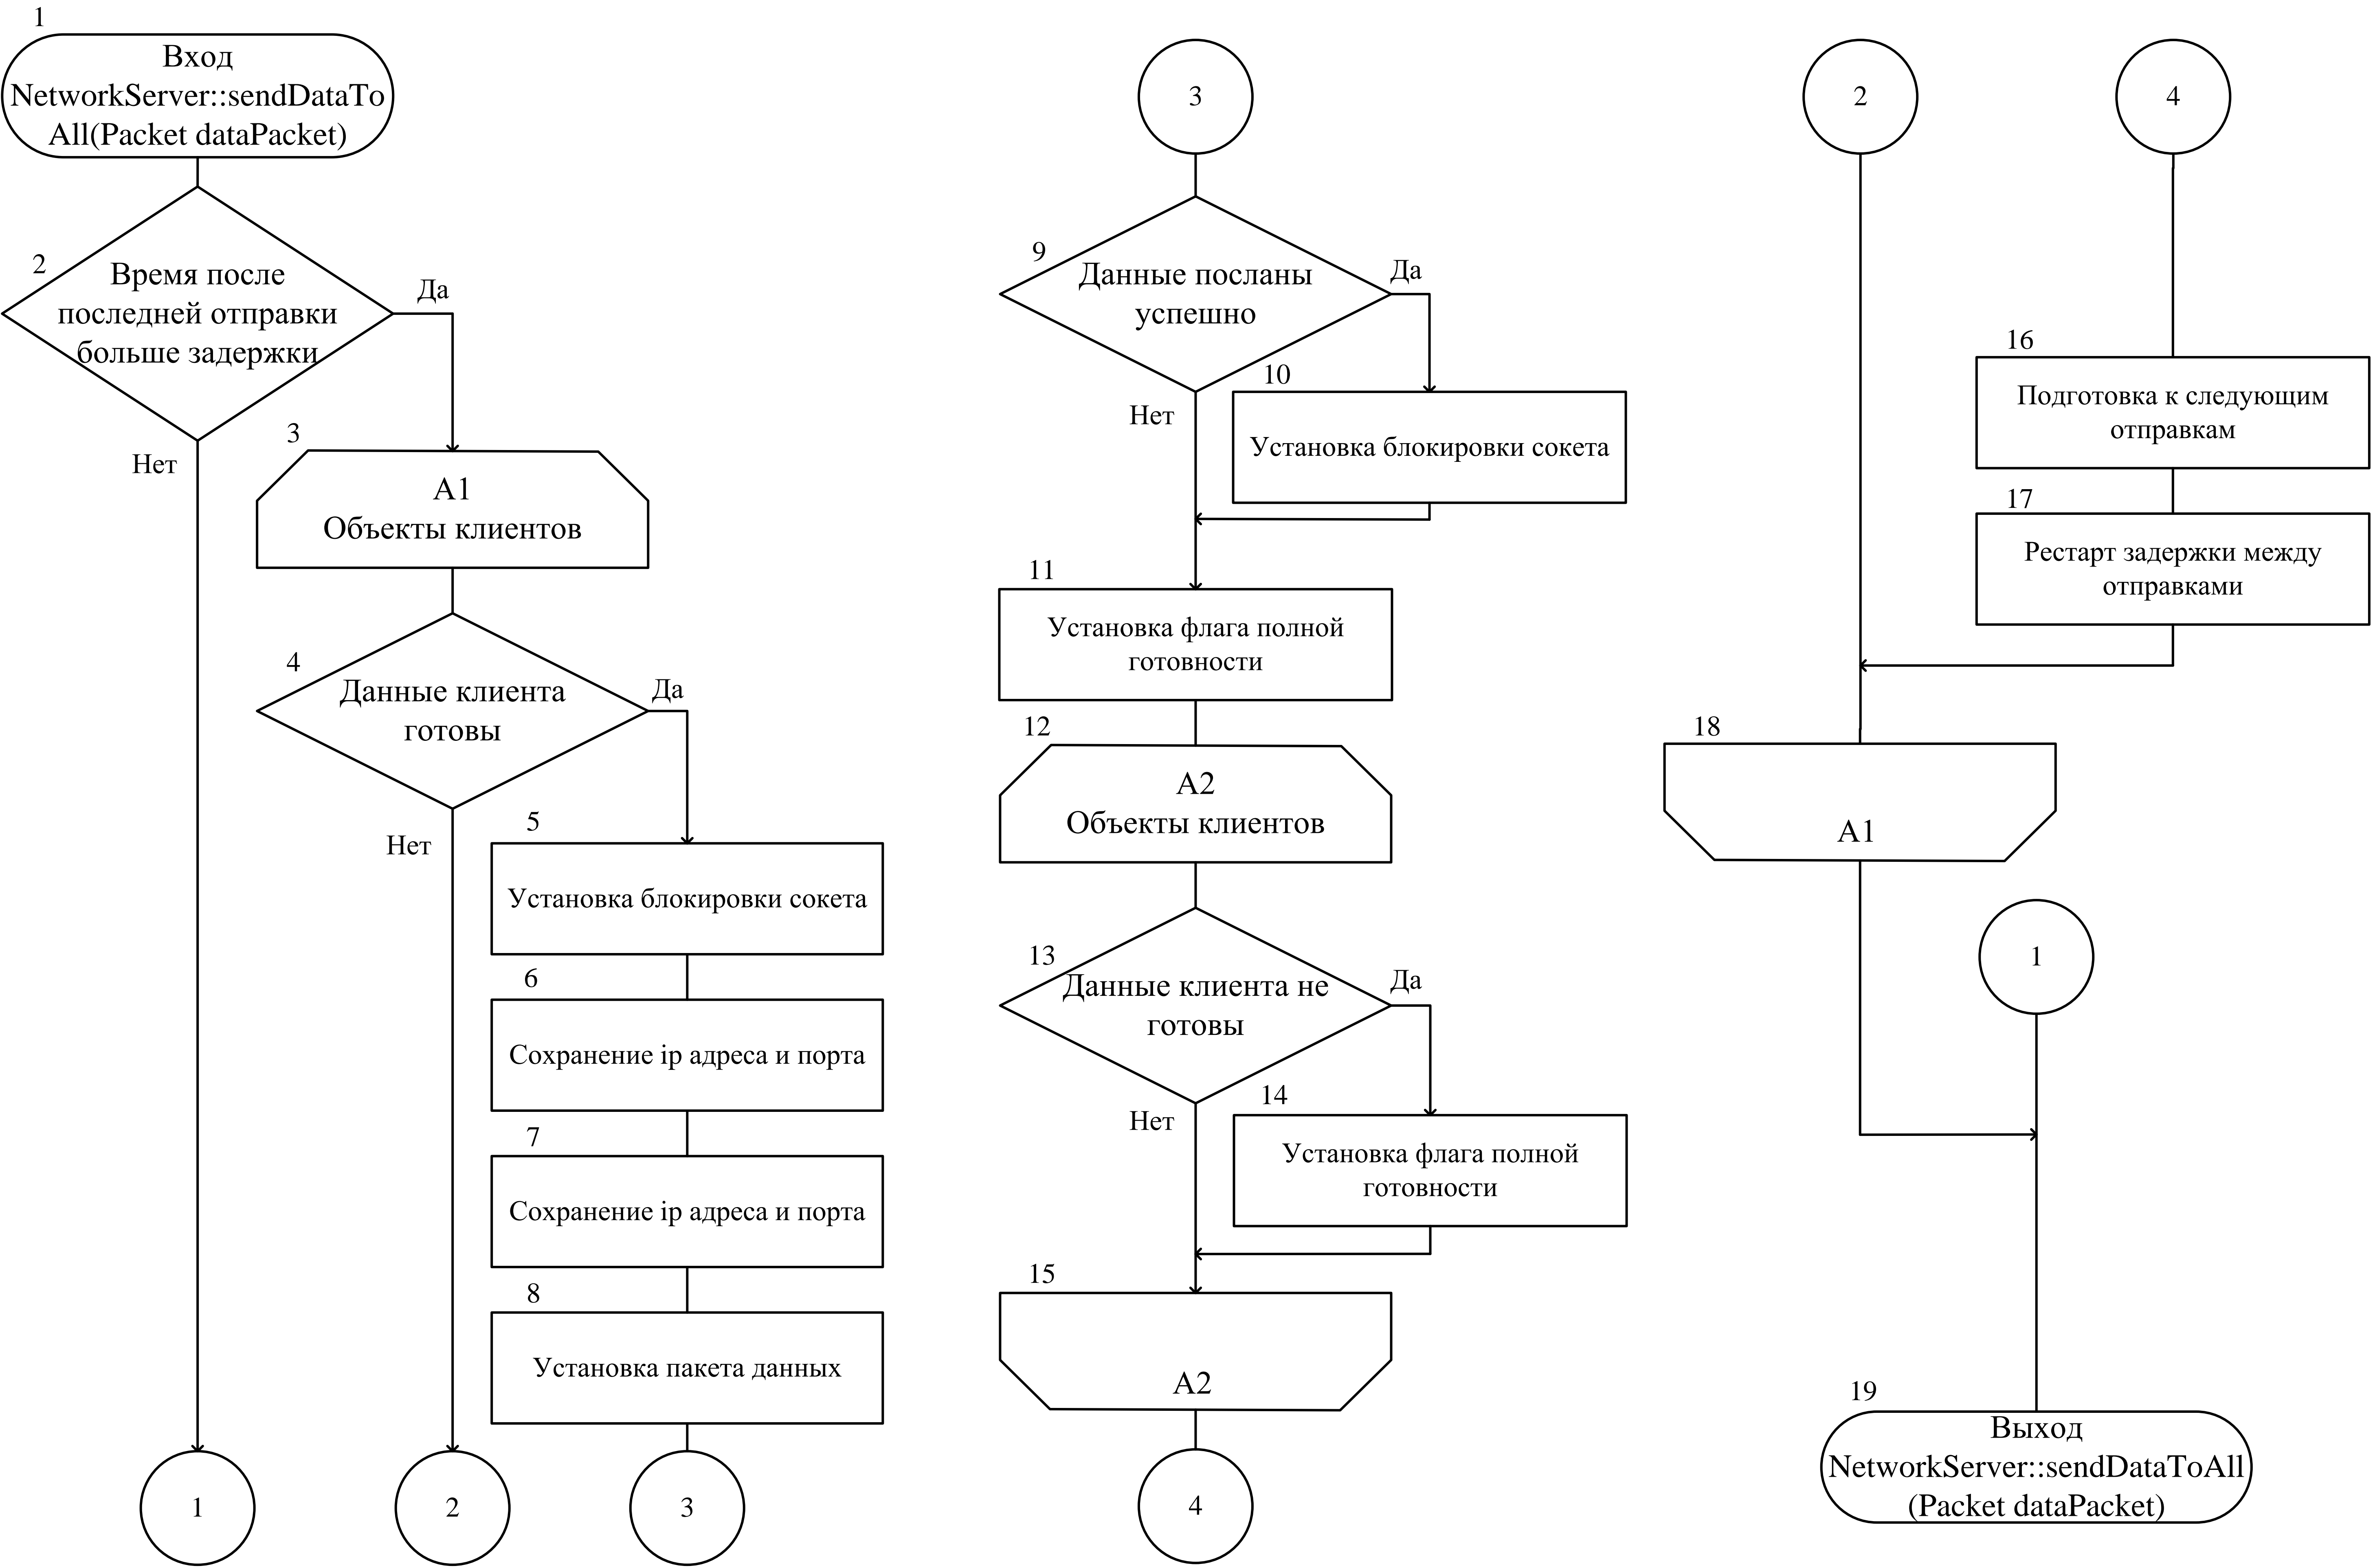 1
Вход
NetworkServer::sendDataTo
All(Packet dataPacket)
2
Время после
последней отправки
больше задержки
Да
Нет
3
А1
Объекты клиентов
4
Данные клиента
готовы
Да
Нет
5
Установка блокировки сокета
6
Сохранение ip адреса и порта
7
Сохранение ip адреса и порта
8
Установка пакета данных
1
2
3
3
9
Данные посланы
успешно
Да
Нет
10
Установка блокировки сокета
11
Установка флага полной
готовности
12
А2
Объекты клиентов
13
Данные клиента не
готовы
Да
Нет
14
Установка флага полной
готовности
15
А2
4
2
4
16
Подготовка к следующим
отправкам
17
Рестарт задержки между
отправками
18
А1
1
19
Выход
NetworkServer::sendDataToAll
(Packet dataPacket)